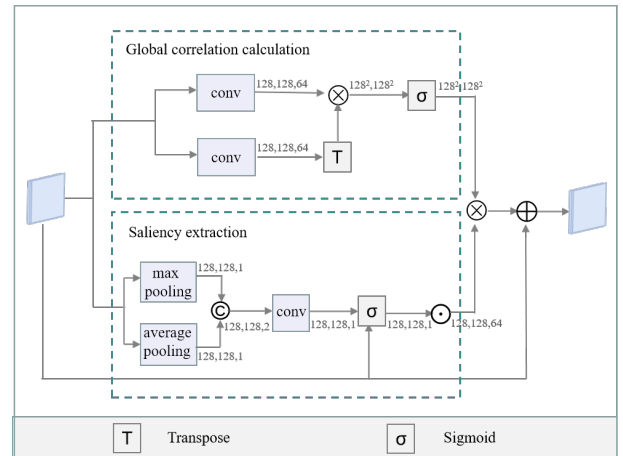 Global correlation calculation
conv
128,128,64
128²,128²
σ
128²,128²
conv
128,128,64
T
Saliency extraction
max
pooling
128,128,1
C
128,128,2
conv
128,128,1
σ
128,128,1
128,128,64
average
pooling
128,128,1
T Transpose
σ Sigmoid